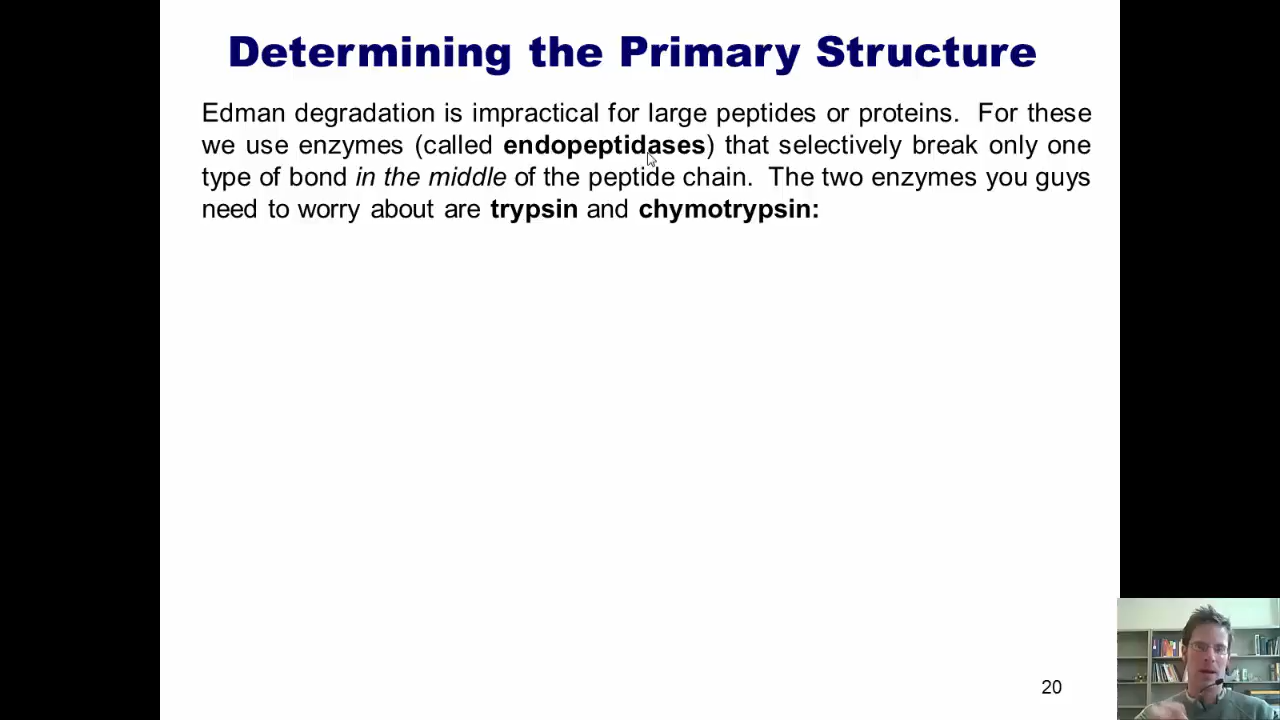 Determining the Primary Structure
Edman degradation is impractical for large peptides or proteins. For these
we use enzymes (called endopeptidases) that selectively break only one
type of bond in the middle of the peptide chain. The two enzymes you guys
need to worry about are trypsin and chymotrypsin:
20